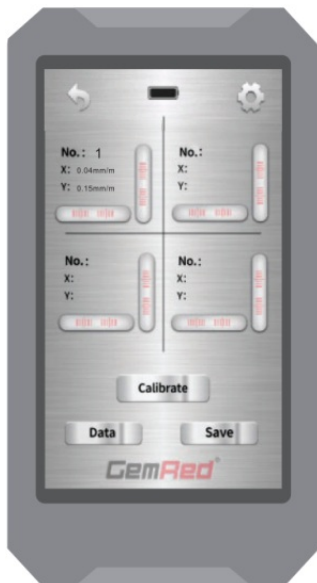 No.: 1
X: 0.04mm/m
Y: 0.15mm/m
No.:
X:
Y:
No.:
X:
Y:
No.:
X:
Y:
Calibrate
Data
Save
GemRed®